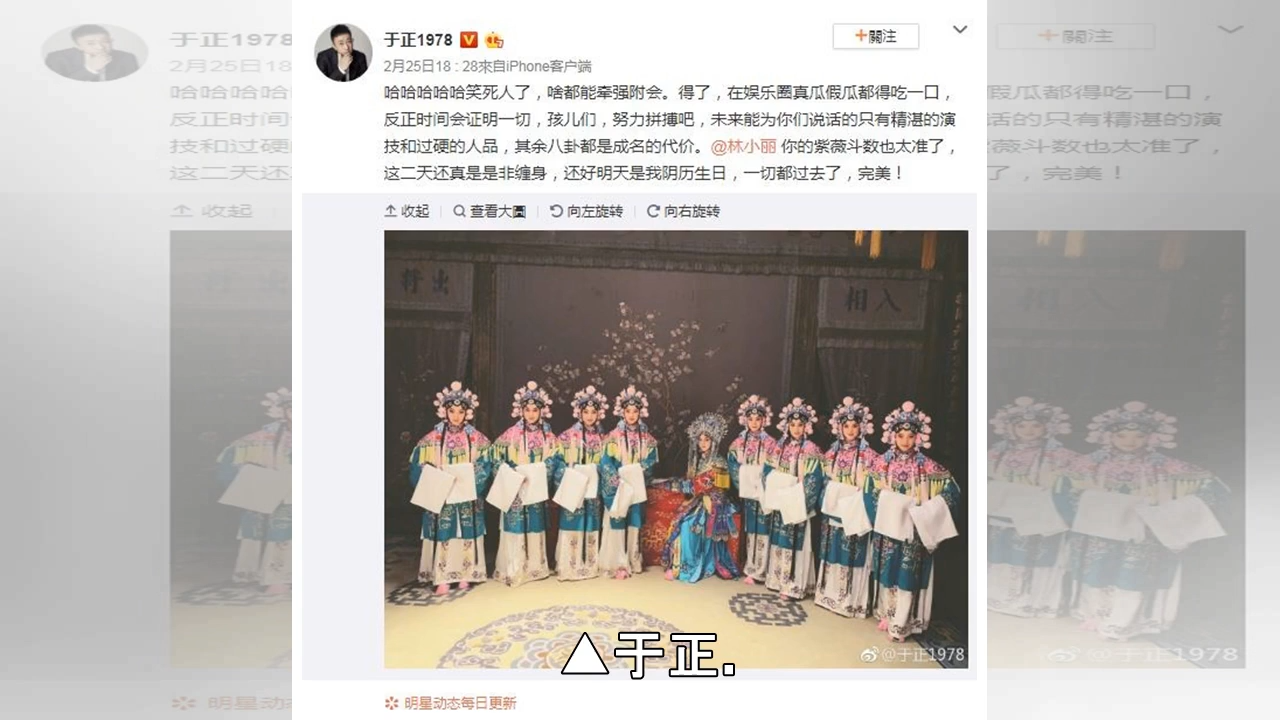 于正1978
关注
2月25日18 : 28來自iPhone客户端
哈哈哈哈哈笑死人了，啥都能牵强附会。得了，在娱乐圈真瓜假瓜都得吃一口，
反正时间会证明一切，孩儿们，努力拼搏吧，未来能为你们说话的只有精湛的演
技和过硬的人品，其余八卦都是成名的代价。@林小丽 你的紫薇斗数也太准了，
这二天还真是是非缠身，还好明天是我阴历生日，一切都过去了，完美！
收起 查看大圖 向左旋转 向右旋转
出將
入相
@于正1978
△于正.
明星动态每日更新